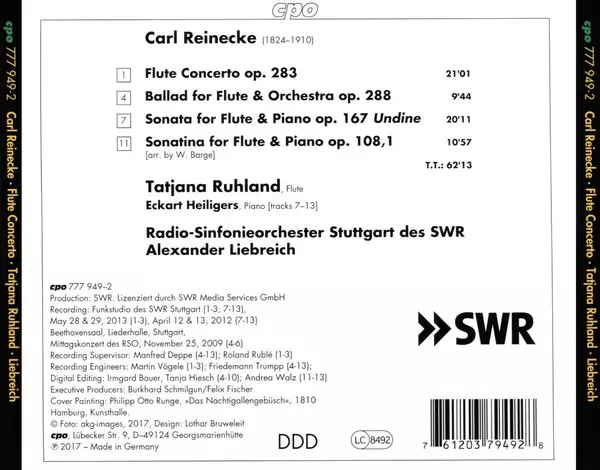 cpo
Carl Reinecke (1824–1910)
1 Flute Concerto op. 283 21'01
4 Ballad for Flute & Orchestra op. 288 9'44
7 Sonata for Flute & Piano op. 167 Undine 20'11
11 Sonatina for Flute & Piano op. 108,1 10'57
[arr. by W. Barge]
T.T.: 62'13
Tatjana Ruhland, Flute
Eckart Heiligers, Piano [tracks 7–13]
Radio-Sinfonieorchester Stuttgart des SWR
Alexander Liebreich
cpo 777 949–2
Production: SWR. Lizenziert durch SWR Media Services GmbH
Recording: Funkstudio des SWR Stuttgart (1-3; 7-13),
May 28 & 29, 2013 (1-3), April 12 & 13, 2012 (7-13)
Beethovensaal, Liederhalle, Stuttgart,
Mittagskonzert des RSO, November 25, 2009 (4-6)
Recording Supervisor: Manfred Deppe (4-13); Roland Rublé (1-3)
Recording Engineers: Martin Vögele (1-3); Friedemann Trumpp (4-13);
Digital Editing: Irmgard Bauer, Tanja Hiesch (4-10); Andrea Walz (11-13)
Executive Producers: Burkhard Schmilgun/Felix Fischer
Cover Painting: Philipp Otto Runge, »Das Nachtigallengebüsch«, 1810
Hamburg, Kunsthalle.
© Foto: akg-images, 2017, Design: Lothar Bruweleit
cpo, Lübecker Str. 9, D–49124 Georgsmarienhütte
℗ 2017 – Made in Germany
SWR
DDD
LC 8492
7 61203 79492 8
cpo 777 949-2 Carl Reinecke · Flute Concerto · Tatjana Ruhland · Liebreich
cpo 777 949-2 Carl Reinecke · Flute Concerto · Tatjana Ruhland · Liebreich